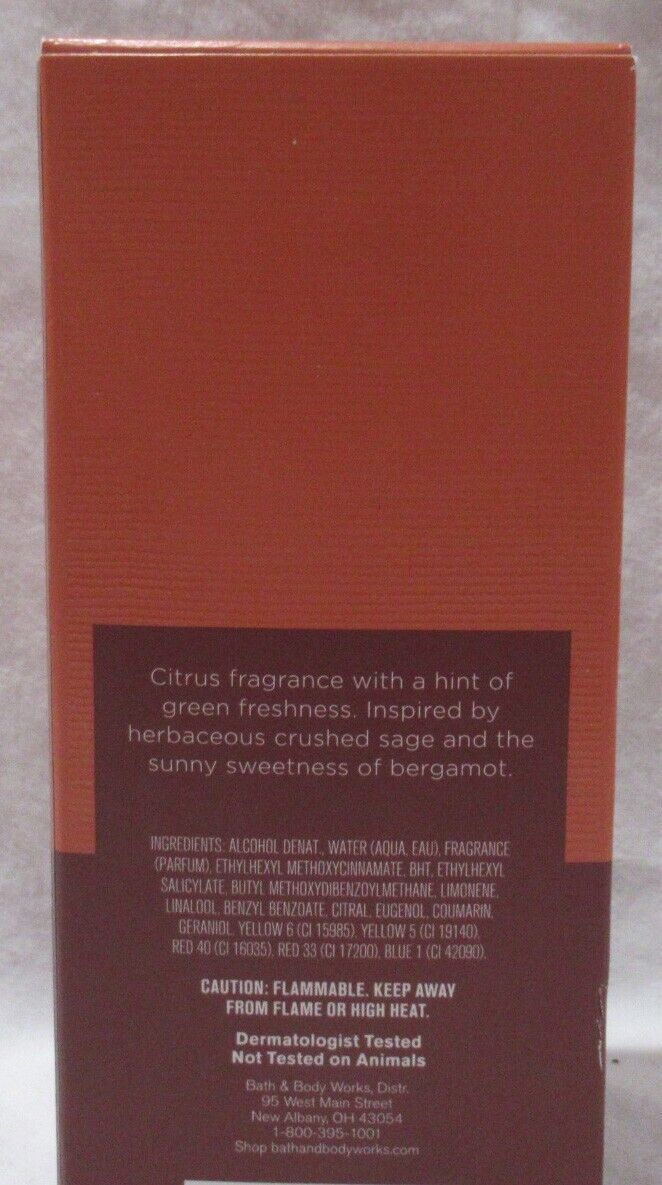 Citrus fragrance with a hint of
green freshness. Inspired by
herbaceous crushed sage and the
sunny sweetness of bergamot.
INGREDIENTS: ALCOHOL DENAT., WATER (AQUA, EAU), FRAGRANCE
(PARFUM), ETHYLHEXYL METHOXYCINNAMATE, BHT, ETHYLHEXYL
SALICYLATE, BUTYL METHOXYDIBENZOYLMETHANE, LIMONENE,
LINALOOL, BENZYL BENZOATE, CITRAL, EUGENOL, COUMARIN,
GERANIOL, YELLOW 6 (CI 15985), YELLOW 5 (CI 19140),
RED 40 (CI 16035), RED 33 (CI 17200), BLUE 1 (CI 42090).
CAUTION: FLAMMABLE. KEEP AWAY
FROM FLAME OR HIGH HEAT.
Dermatologist Tested
Not Tested on Animals
Bath & Body Works, Distr.
95 West Main Street
New Albany, OH 43054
1-800-395-1001
Shop bathandbodyworks.com